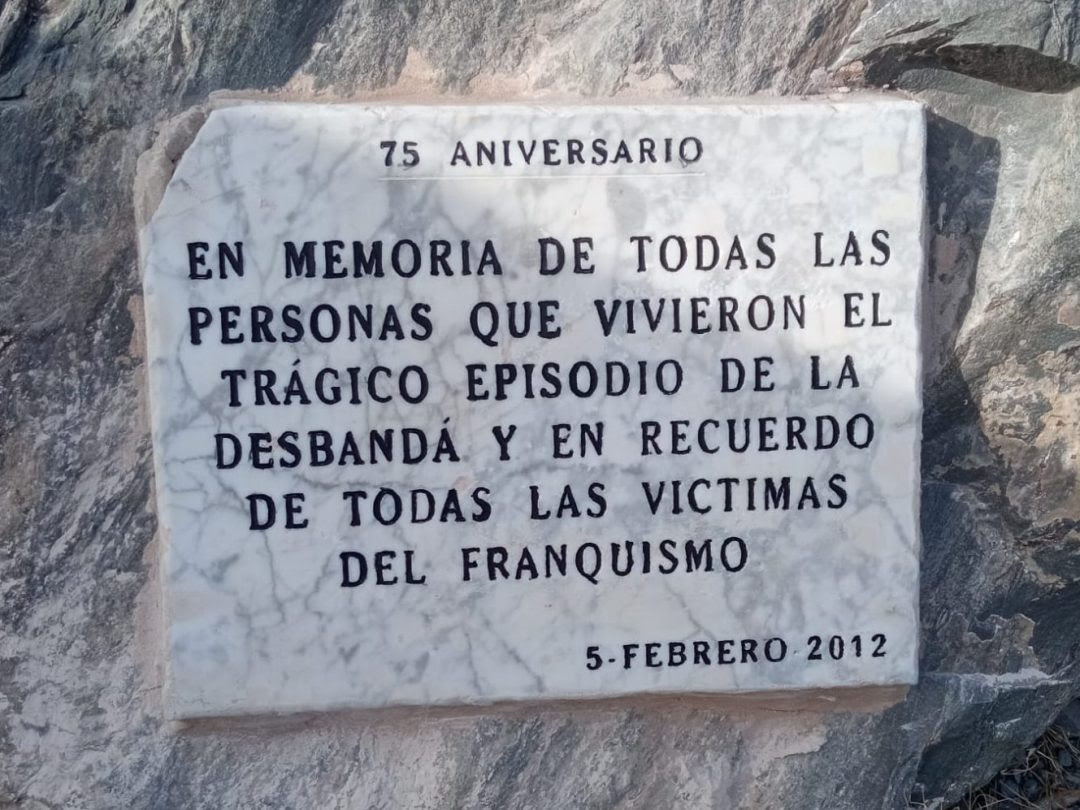 75 ANIVERSARIO
EN MEMORIA DE TODAS LAS
PERSONAS QUE VIVIERON EL
TRÁGICO EPISODIO DE LA
DESBANDÁ Y EN RECUERDO
DE TODAS LAS VICTIMAS
DEL FRANQUISMO
5-FEBRERO 2012